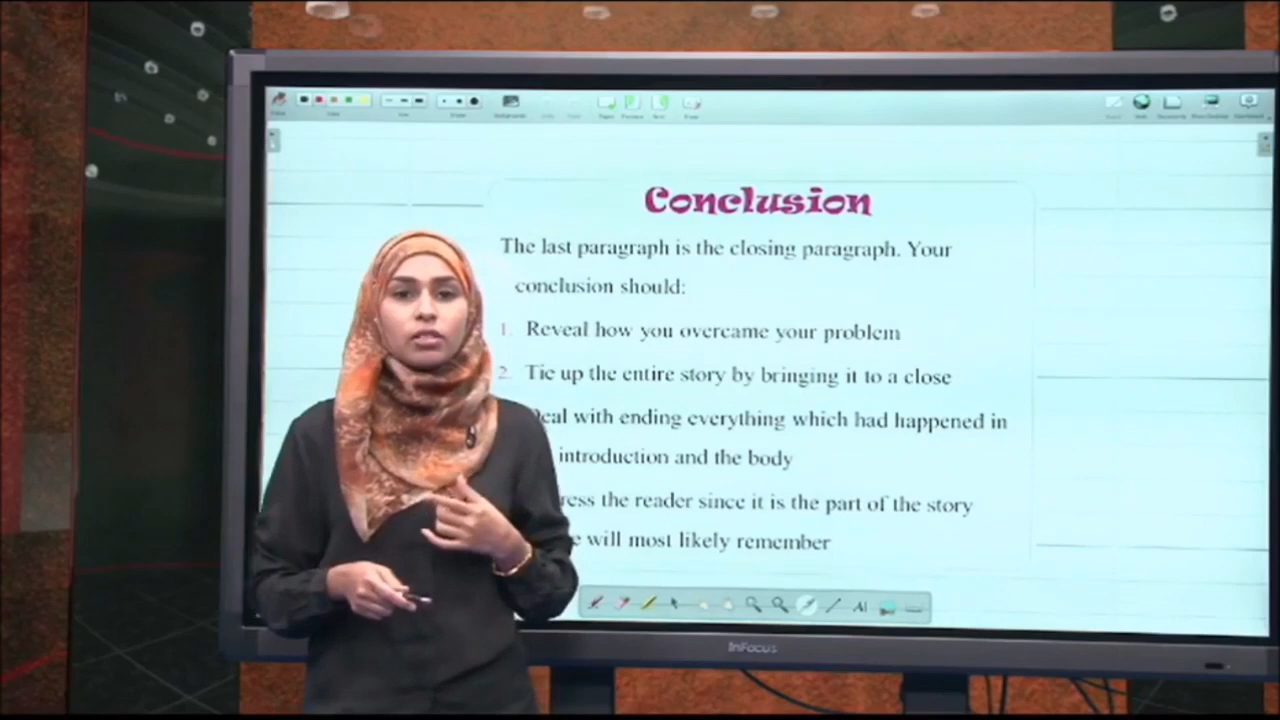 Conclusion
The last paragraph is the closing paragraph. Your
conclusion should:
1. Reveal how you overcame your problem
2. Tie up the entire story by bringing it to a close
with ending everything which had happened in
introduction and the body
the reader since it is the part of the story
will most likely remember
InFocus